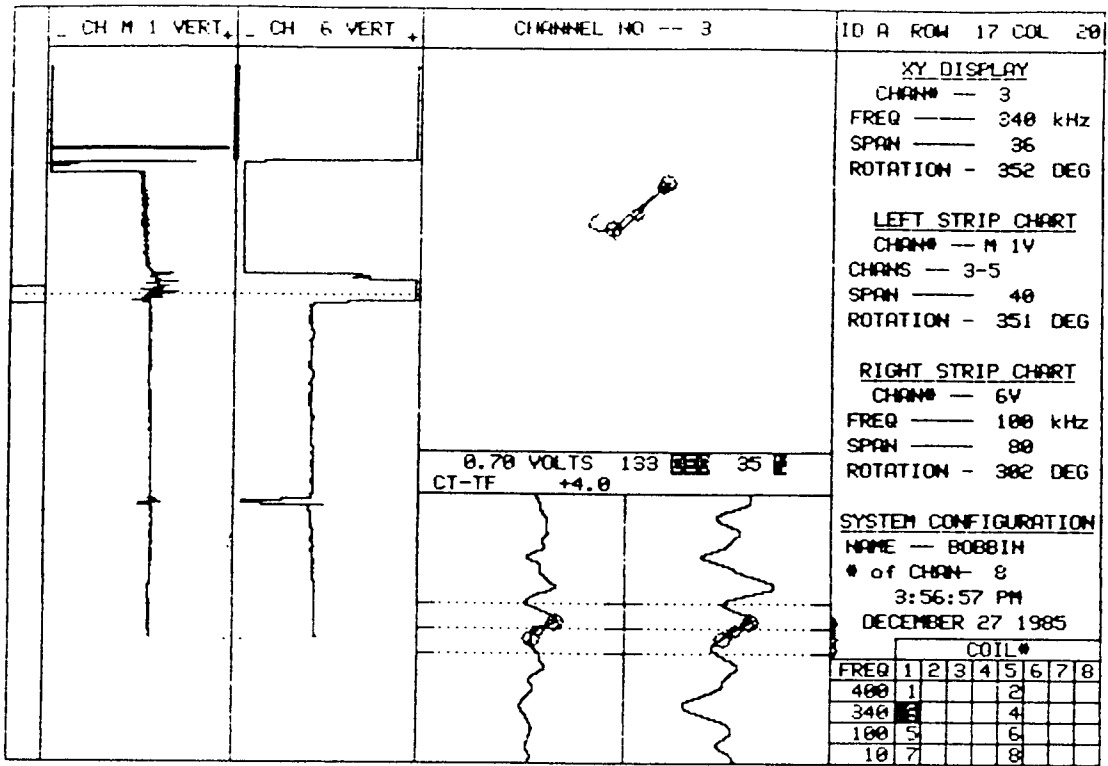 _ CH M 1 VERT +
_ CH 6 VERT +
CHANNEL NO -- 3
ID A ROW 17 COL 20
XY DISPLAY
CHAN# -- 3
FREQ ---- 340 kHz
SPAN ---- 36
ROTATION - 352 DEG
LEFT STRIP CHART
CHAN# -- M 1V
CHANS -- 3-5
SPAN ---- 40
ROTATION - 351 DEG
RIGHT STRIP CHART
CHAN# -- 6V
FREQ ---- 100 kHz
SPAN ---- 80
ROTATION - 302 DEG
0.70 VOLTS 133 35
CT-TF +4.0
SYSTEM CONFIGURATION
NAME -- BOBBIN
# of CHAN- 8
3:56:57 PM
DECEMBER 27 1985
COIL#
FREQ 1 2 3 4 5 6 7 8
400 1 2
340 4
100 5 6
10 7 8